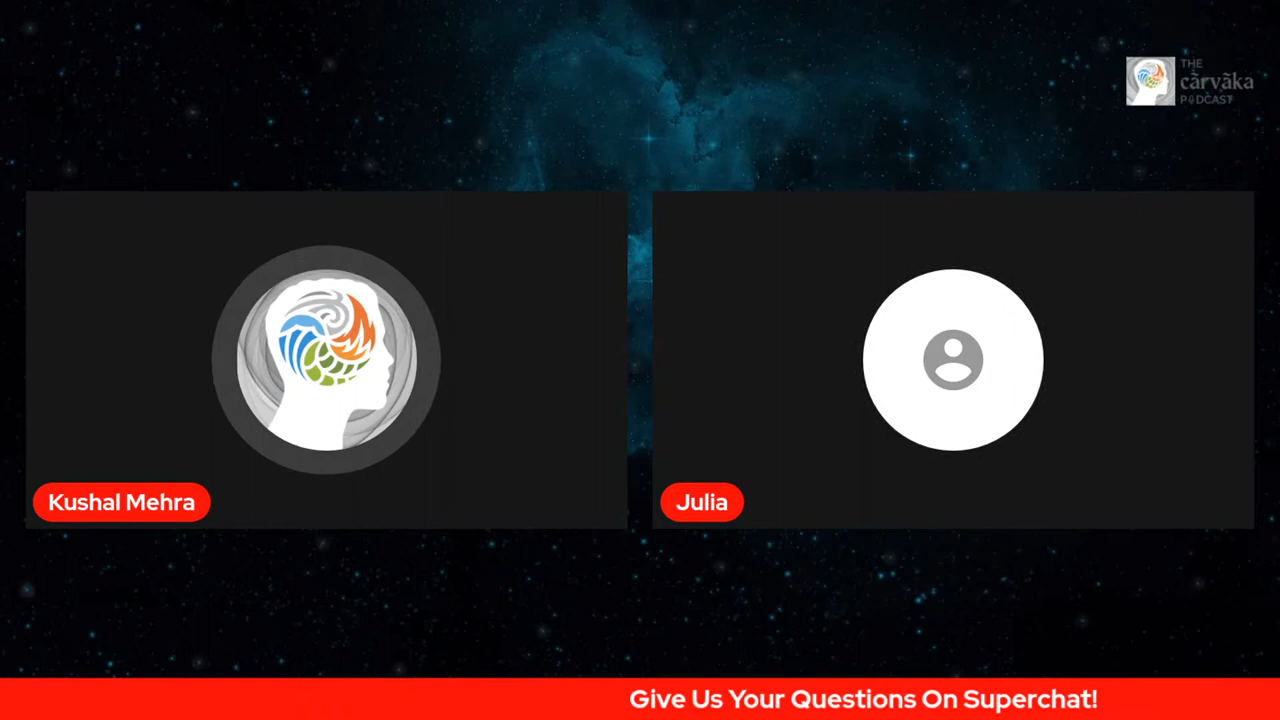 THE
cārvāka
PODCAST
Kushal Mehra
Julia
Give Us Your Questions On Superchat!